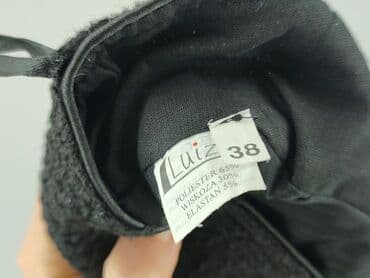 Luiz
38
POLIESTER 65%
WISKOZA 30%
ELASTAN 5%